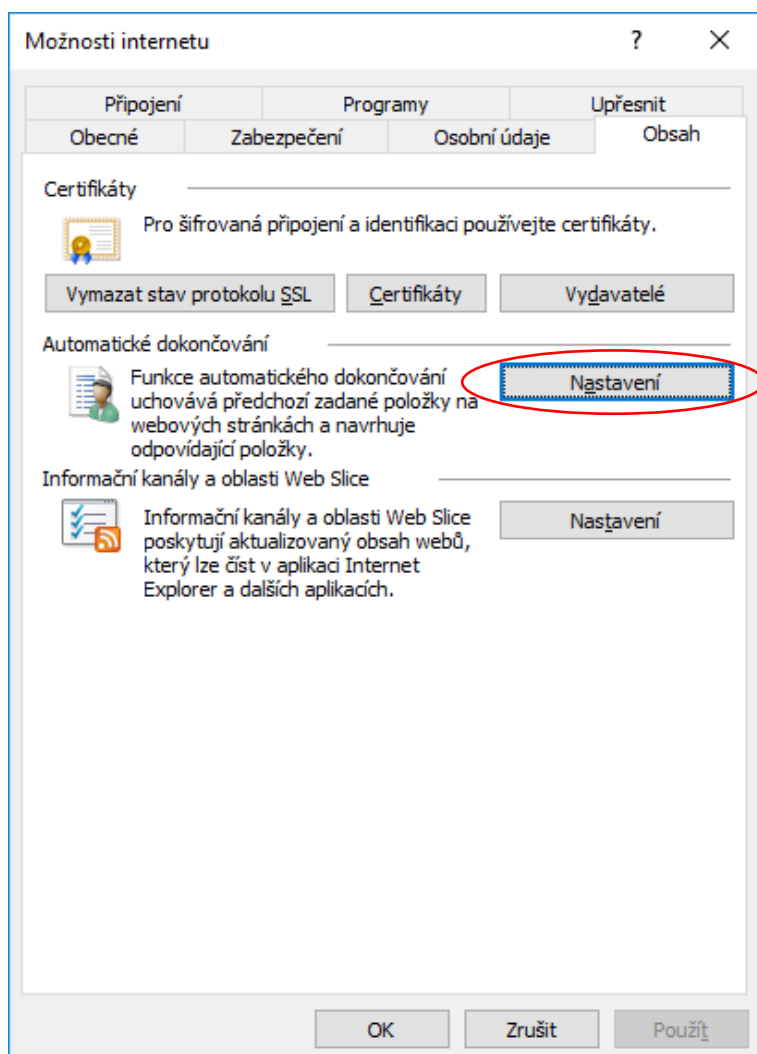 Možnosti internetu
?
Připojení Programy Upřesnit
Obecné Zabezpečení Osobní údaje Obsah
Certifikáty
Pro šifrovaná připojení a identifikaci používejte certifikáty.
Vymazat stav protokolu SSL Certifikáty Vydavatelé
Automatické dokončování
Funkce automatického dokončování
uchovává předchozí zadané položky na
webových stránkách a navrhuje
odpovídající položky.
Nastavení
Informační kanály a oblasti Web Slice
Informační kanály a oblasti Web Slice
poskytují aktualizovaný obsah webů,
který lze číst v aplikaci Internet
Explorer a dalších aplikacích.
Nastavení
OK Zrušit Použít